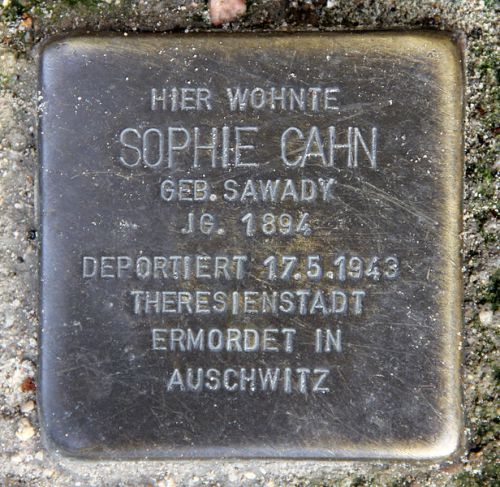 HIER WOHNTE
SOPHIE CAHN
GEB. SAWADY
JG. 1894
DEPORTIERT 17.5.1943
THERESIENSTADT
ERMORDET IN
AUSCHWITZ